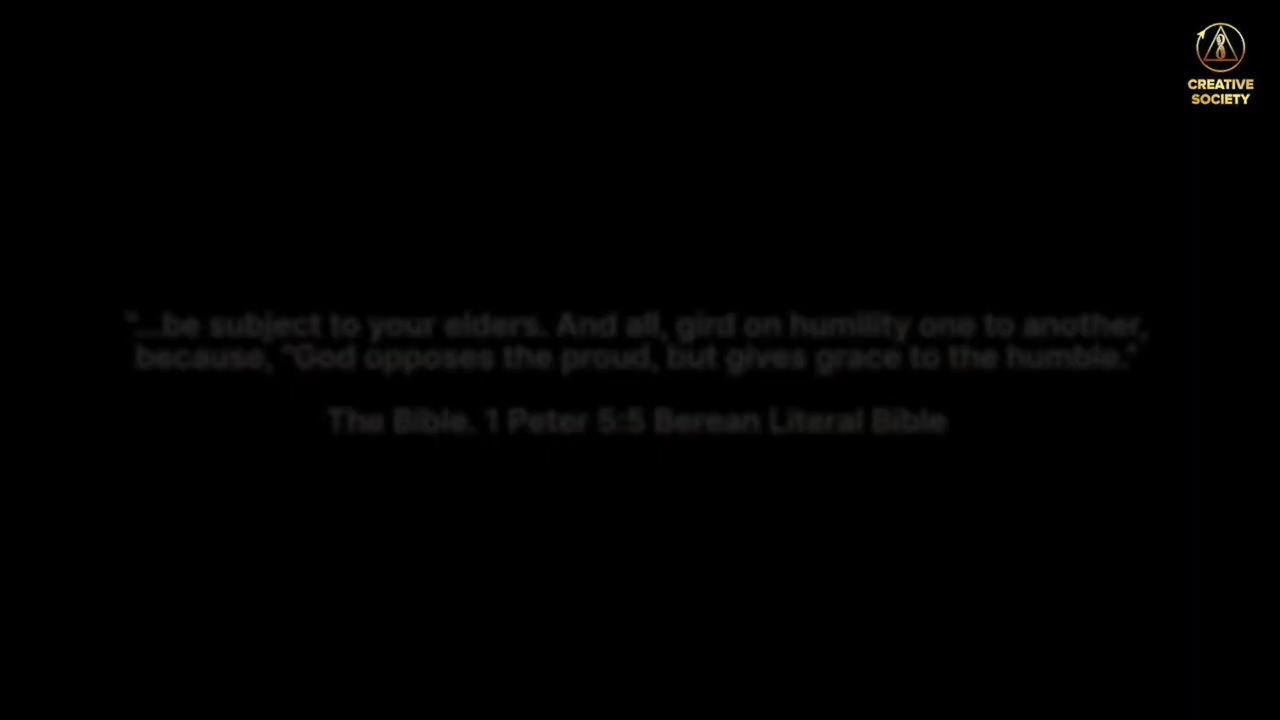 CREATIVE
SOCIETY
"...be subject to your elders. And all, gird on humility one to another,
because, "God opposes the proud, but gives grace to the humble."
The Bible. 1 Peter 5:5 Berean Literal Bible